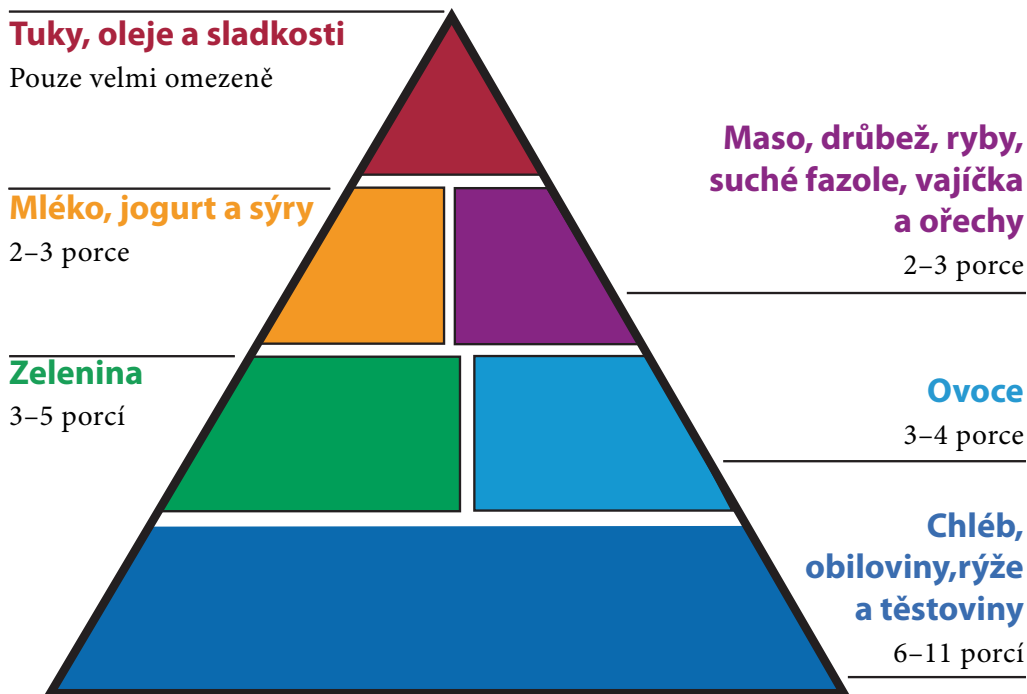 Tuky, oleje a sladkosti
Pouze velmi omezeně
Maso, drůbež, ryby,
suché fazole, vajíčka
a ořechy
2–3 porce
Mléko, jogurt a sýry
2–3 porce
Zelenina
3–5 porcí
Ovoce
3–4 porce
Chléb,
obiloviny,rýže
a těstoviny
6–11 porcí